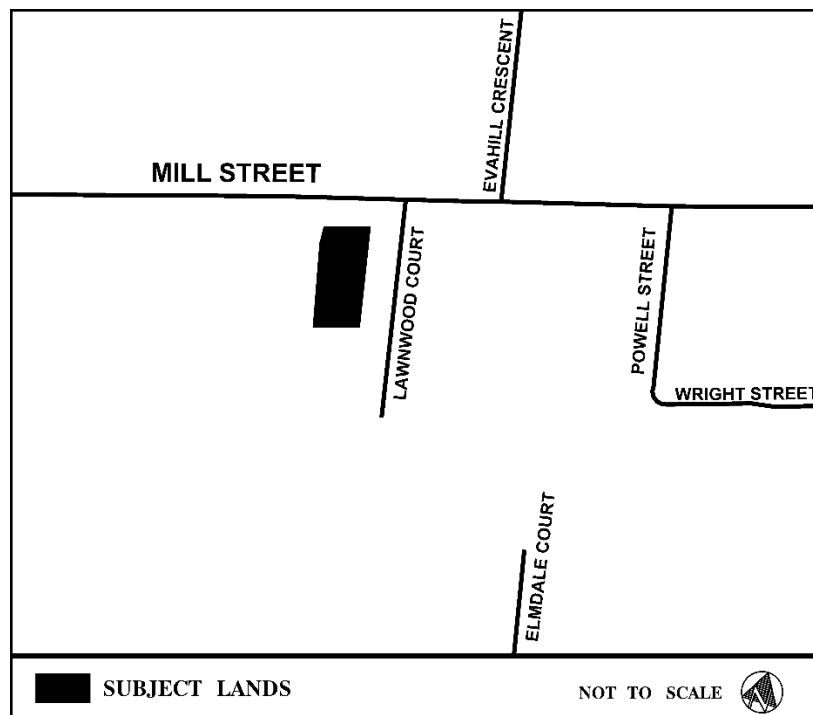 EVAHILL CRESCENT
MILL STREET
LAWNWOOD COURT
POWELL STREET
WRIGHT STREET
ELMDALE COURT
SUBJECT LANDS
NOT TO SCALE